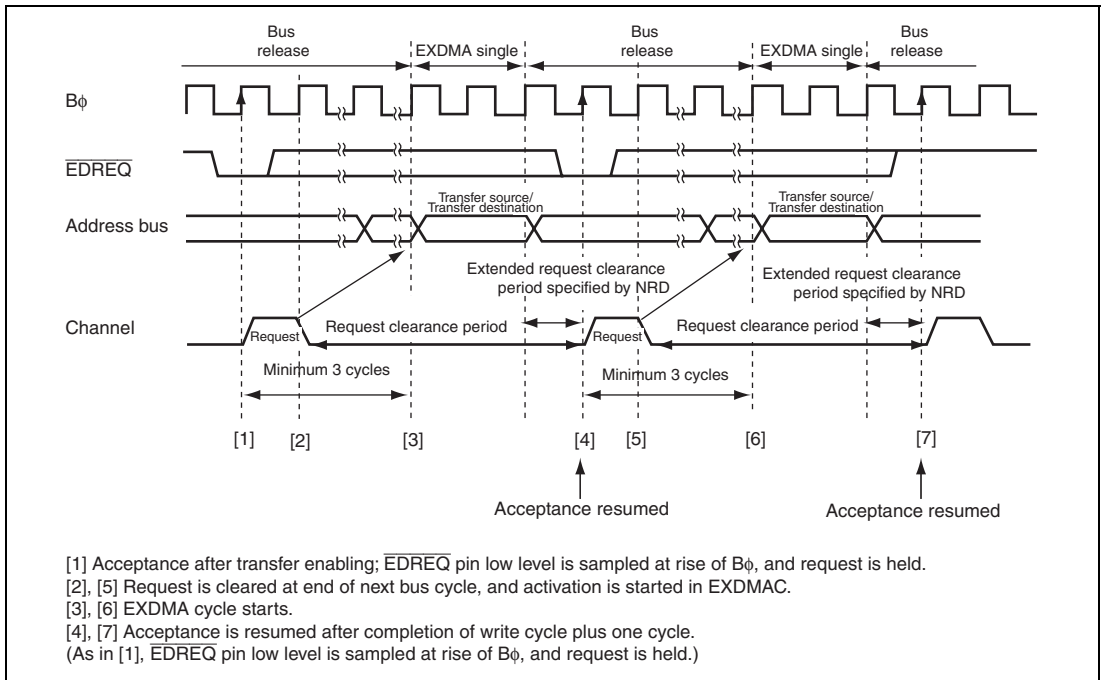 Bus release
EXDMA single
Bus release
EXDMA single
Bus release
Bφ
EDREQ
Address bus
Transfer source/
Transfer destination
Transfer source/
Transfer destination
Extended request clearance
period specified by NRD
Extended request clearance
period specified by NRD
Channel
Request
Request clearance period
Request
Request clearance period
Minimum 3 cycles
Minimum 3 cycles
[1] [2] [3] [4] [5] [6] [7]
Acceptance resumed
Acceptance resumed
[1] Acceptance after transfer enabling; EDREQ pin low level is sampled at rise of Bφ, and request is held.
[2], [5] Request is cleared at end of next bus cycle, and activation is started in EXDMAC.
[3], [6] EXDMA cycle starts.
[4], [7] Acceptance is resumed after completion of write cycle plus one cycle.
(As in [1], EDREQ pin low level is sampled at rise of Bφ, and request is held.)